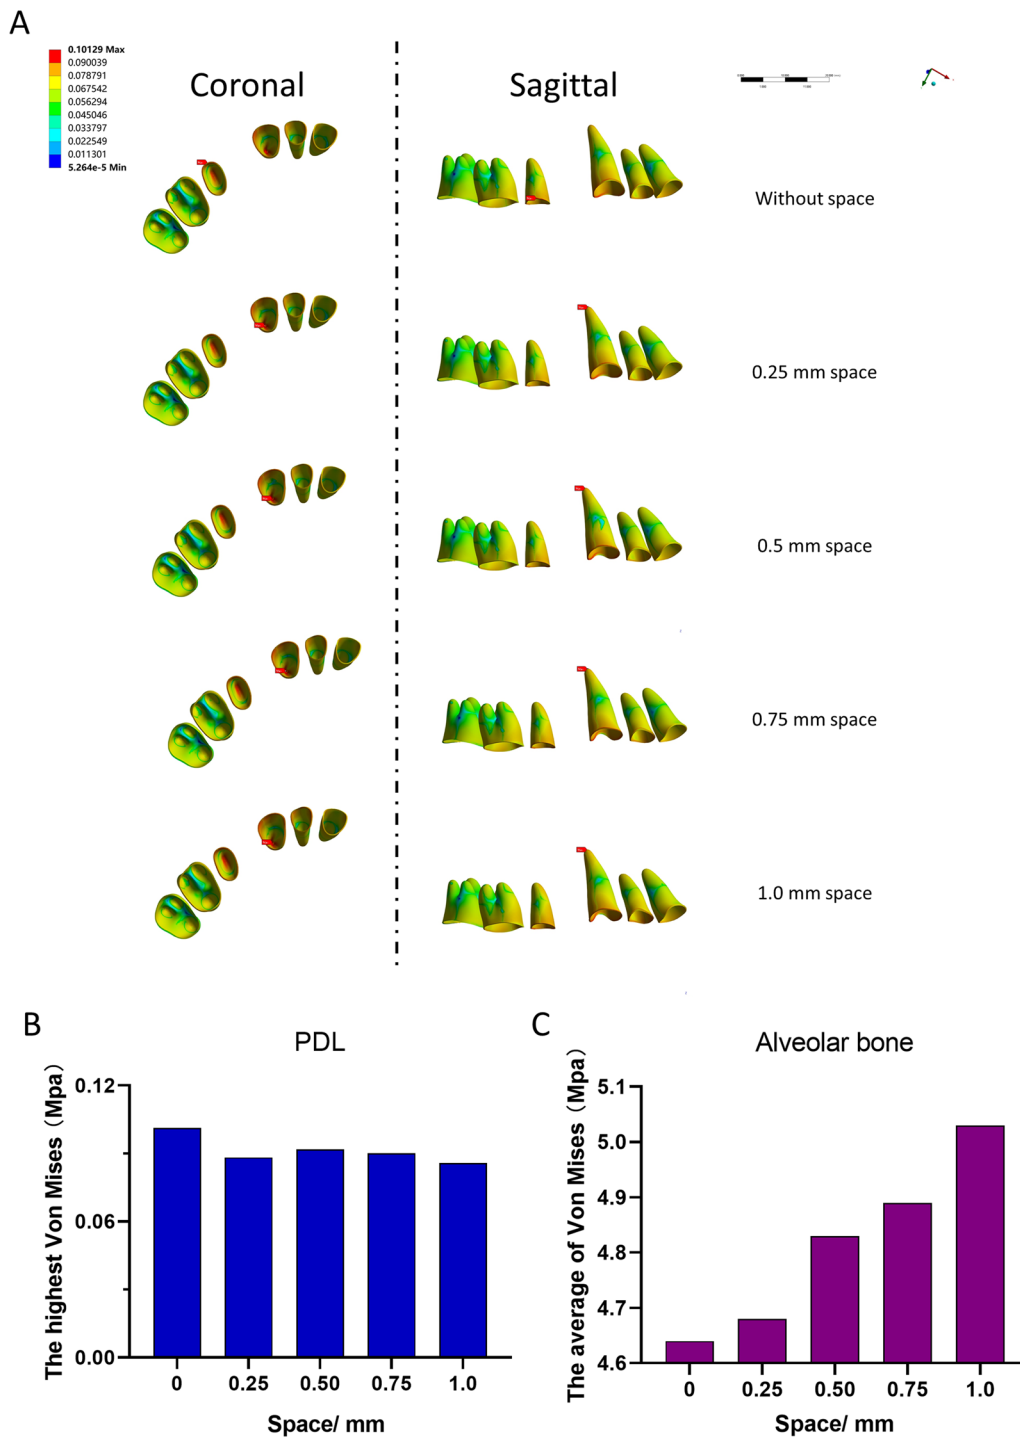 A
0.10129 Max
0.090039
0.078791
0.067542
0.056294
0.045046
0.033797
0.022549
0.011301
5.264e-5 Min
Coronal
Sagittal
Without space
0.25 mm space
0.5 mm space
0.75 mm space
1.0 mm space
B
PDL
The highest Von Mises（Mpa）
0.12
0.06
0.00
0
0.25
0.50
0.75
1.0
Space/ mm
C
Alveolar bone
The average of Von Mises（Mpa）
5.1
5.0
4.9
4.8
4.7
4.6
0
0.25
0.50
0.75
1.0
Space/ mm